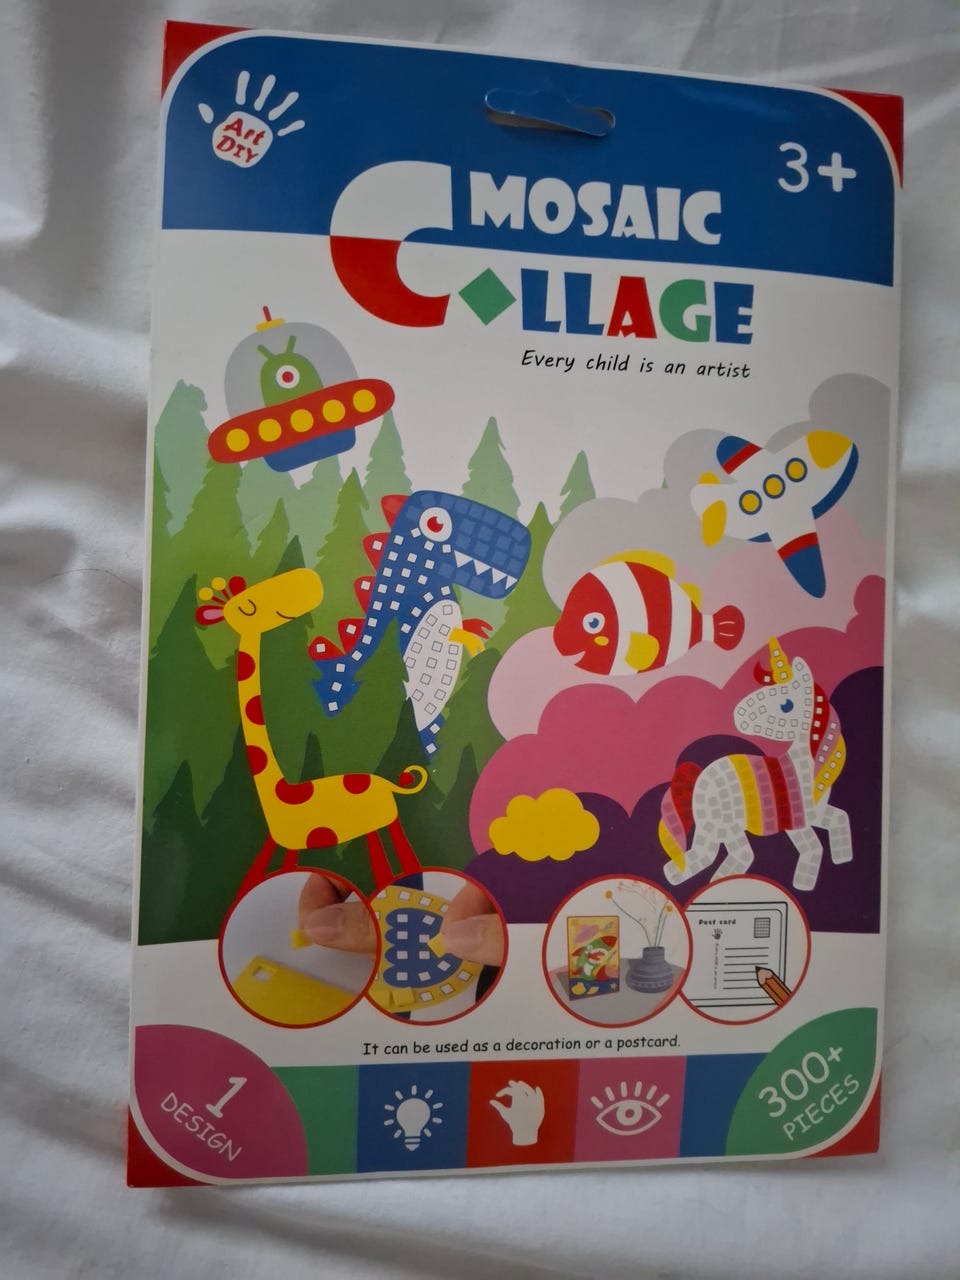 Art
DIY
3+
MOSAIC
COLLAGE
Every child is an artist
Post card
It can be used as a decoration or a postcard.
1
DESIGN
300+
PIECES